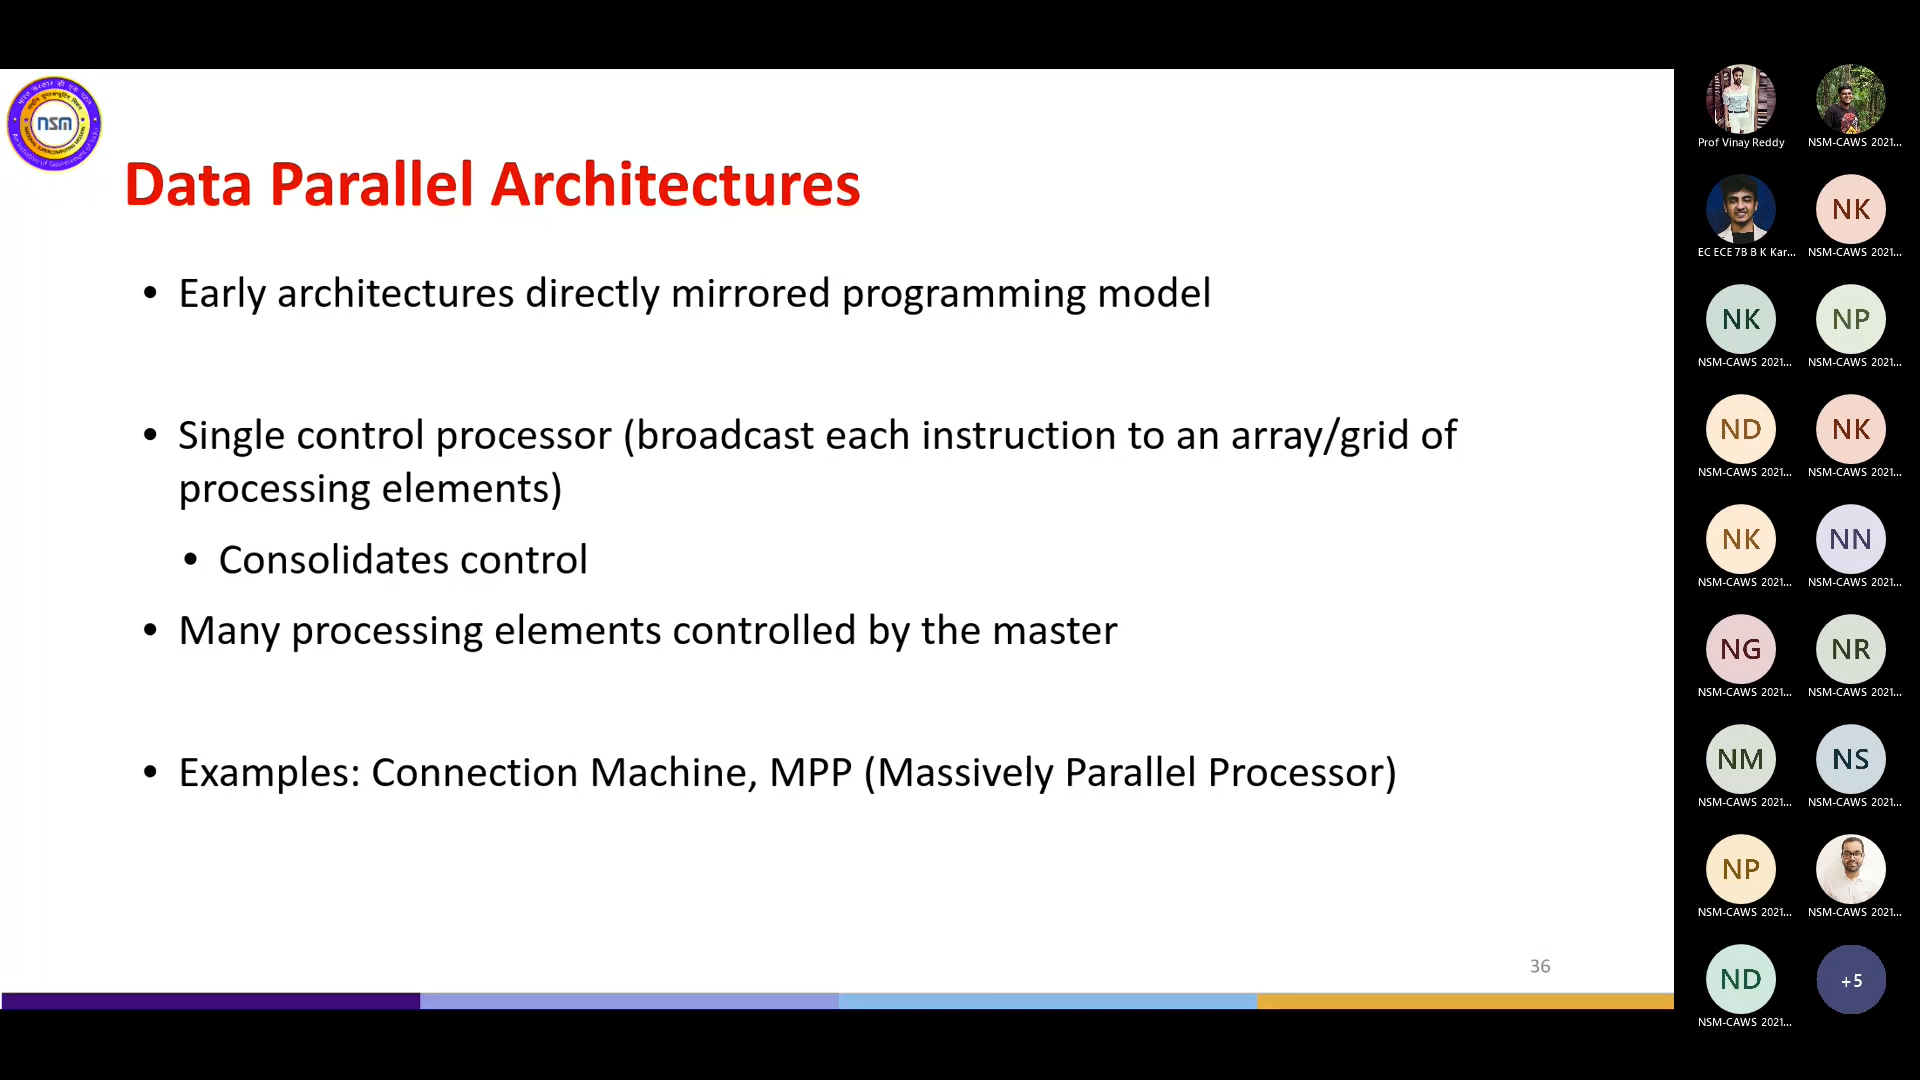 nsm
Data Parallel Architectures
• Early architectures directly mirrored programming model
• Single control processor (broadcast each instruction to an array/grid of
processing elements)
• Consolidates control
• Many processing elements controlled by the master
• Examples: Connection Machine, MPP (Massively Parallel Processor)
36
Prof Vinay Reddy
NSM-CAWS 2021...
EC ECE 7B B K Kar...
NK
NSM-CAWS 2021...
NK
NSM-CAWS 2021...
NP
NSM-CAWS 2021...
ND
NSM-CAWS 2021...
NK
NSM-CAWS 2021...
NK
NSM-CAWS 2021...
NN
NSM-CAWS 2021...
NG
NSM-CAWS 2021...
NR
NSM-CAWS 2021...
NM
NSM-CAWS 2021...
NS
NSM-CAWS 2021...
NP
NSM-CAWS 2021...
NSM-CAWS 2021...
ND
NSM-CAWS 2021...
+5